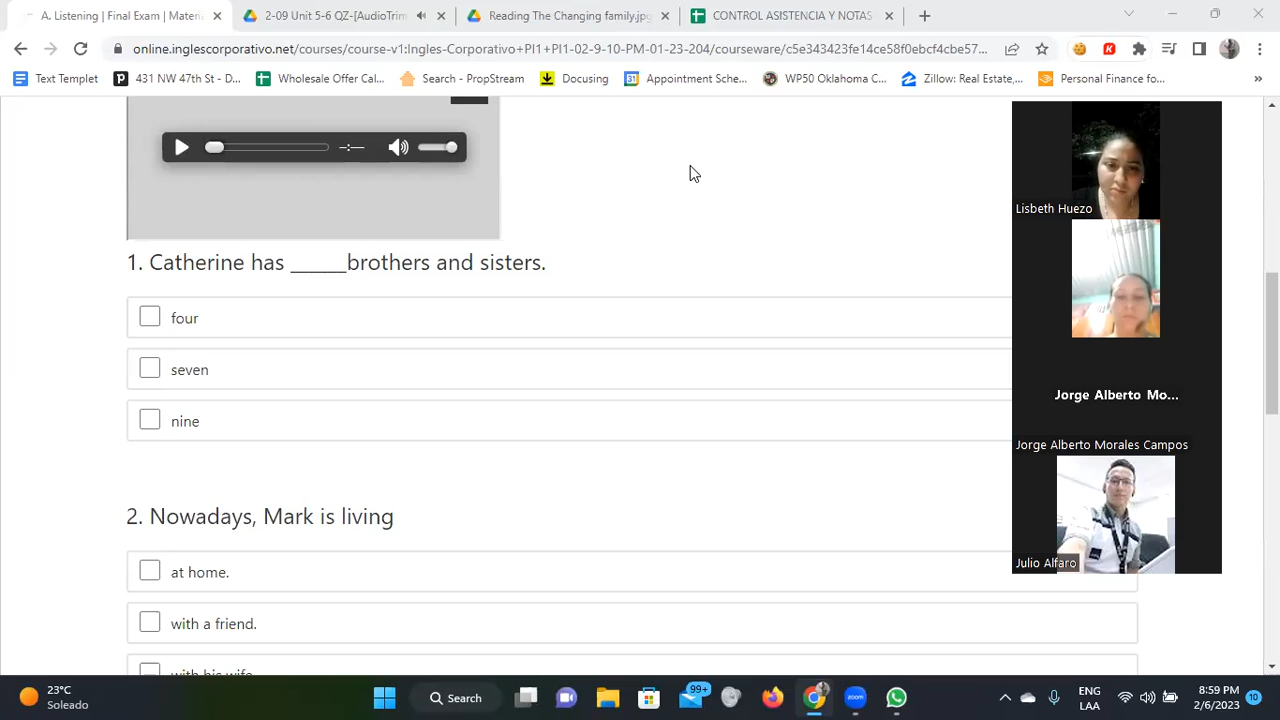 A. Listening | Final Exam | Materia
2-09 Unit 5-6 QZ-[AudioTrim
Reading The Changing family.jpg
CONTROL ASISTENCIA Y NOTAS
online.inglescorporativo.net/courses/course-v1:Ingles-Corporativo+PI1+PI1-02-9-10-PM-01-23-204/courseware/c5e343423fe14ce58f0ebcf4cbe57...
Text Templet
431 NW 47th St - D...
Wholesale Offer Cal...
Search - PropStream
Docusing
Appointment Sche...
WP50 Oklahoma C...
Zillow: Real Estate,...
Personal Finance fo...
»
-:--
Lisbeth Huezo
1. Catherine has ______brothers and sisters.
four
seven
nine
Jorge Alberto Mo...
Jorge Alberto Morales Campos
2. Nowadays, Mark is living
at home.
with a friend.
with his wife
Julio Alfaro
23°C
Soleado
Search
99+
zoom
ENG
LAA
8:59 PM
2/6/2023
10